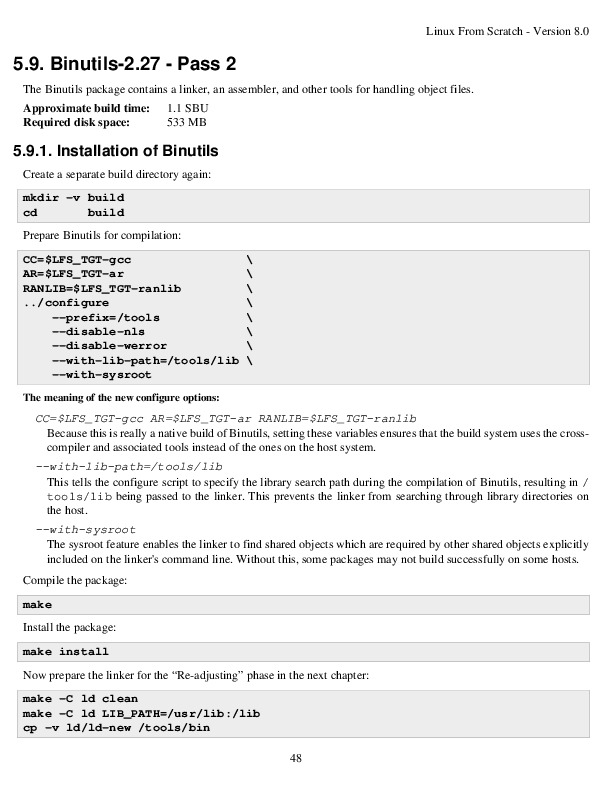 Linux From Scratch - Version 8.0
5.9. Binutils-2.27 - Pass 2
The Binutils package contains a linker, an assembler, and other tools for handling object files.
Approximate build time: 1.1 SBU
Required disk space: 533 MB
5.9.1. Installation of Binutils
Create a separate build directory again:
mkdir -v build
cd       build
Prepare Binutils for compilation:
CC=$LFS_TGT-gcc                \
AR=$LFS_TGT-ar                 \
RANLIB=$LFS_TGT-ranlib         \
../configure                   \
    --prefix=/tools            \
    --disable-nls              \
    --disable-werror           \
    --with-lib-path=/tools/lib \
    --with-sysroot
The meaning of the new configure options:
CC=$LFS_TGT-gcc AR=$LFS_TGT-ar RANLIB=$LFS_TGT-ranlib
Because this is really a native build of Binutils, setting these variables ensures that the build system uses the cross-
compiler and associated tools instead of the ones on the host system.
--with-lib-path=/tools/lib
This tells the configure script to specify the library search path during the compilation of Binutils, resulting in /
tools/lib being passed to the linker. This prevents the linker from searching through library directories on
the host.
--with-sysroot
The sysroot feature enables the linker to find shared objects which are required by other shared objects explicitly
included on the linker's command line. Without this, some packages may not build successfully on some hosts.
Compile the package:
make
Install the package:
make install
Now prepare the linker for the “Re-adjusting” phase in the next chapter:
make -C ld clean
make -C ld LIB_PATH=/usr/lib:/lib
cp -v ld/ld-new /tools/bin
48